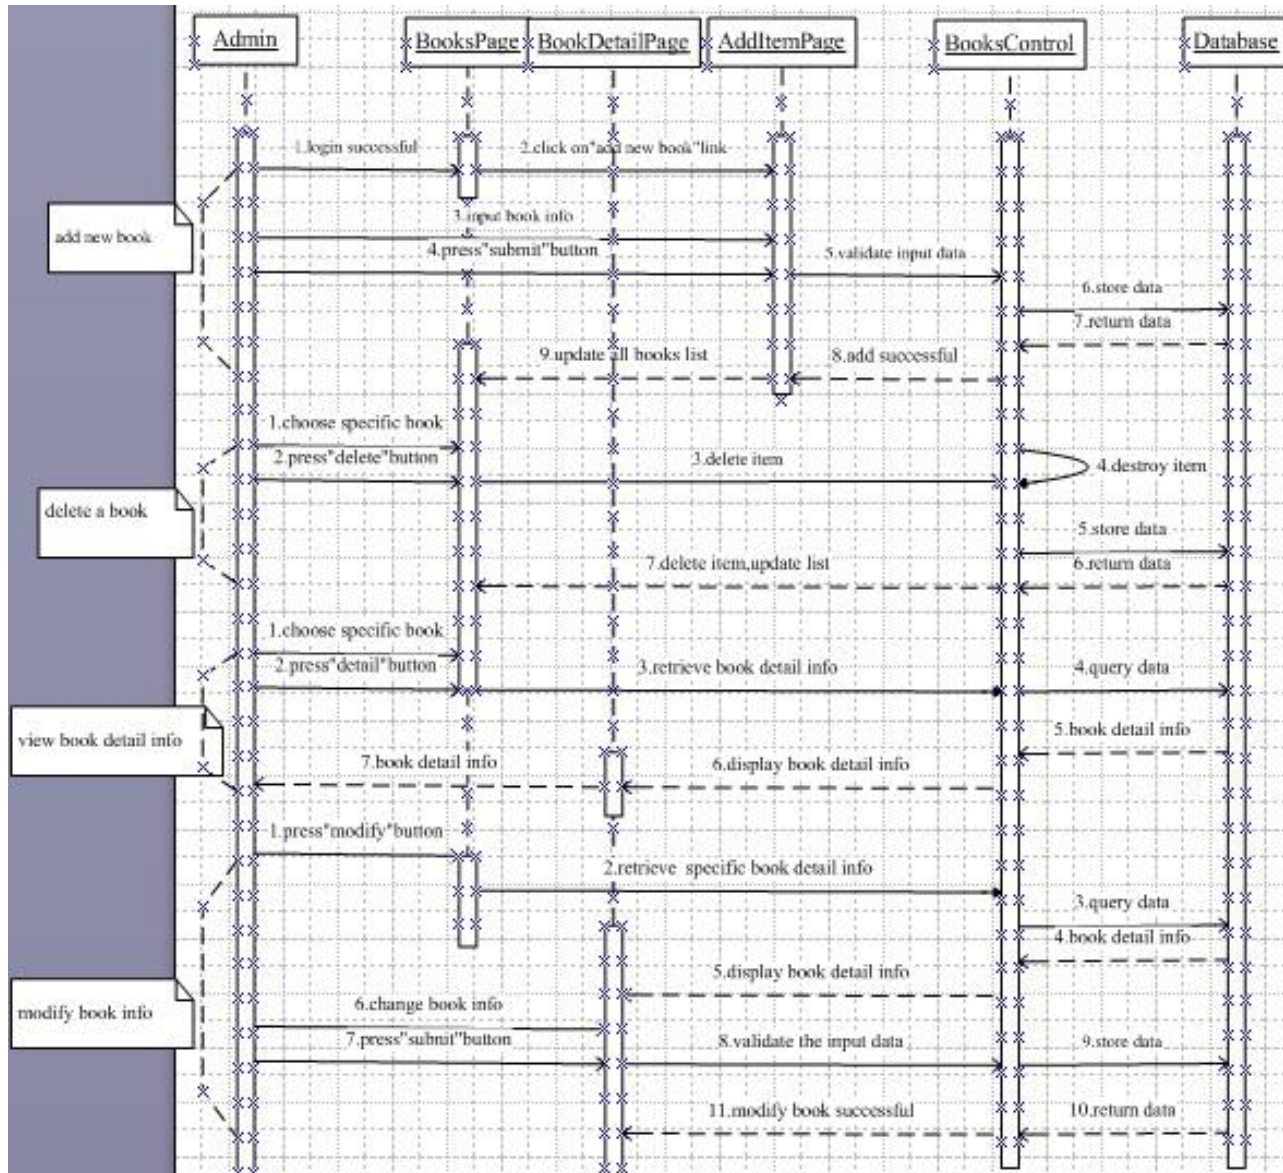 Admin
BooksPage
BookDetailPage
AddItemPage
BooksControl
Database
1.login successful
2.click on"add new book"link
3.input book info
add new book
4.press"submit"button
5.validate input data
6.store data
7.return data
9.update all books list
8.add successful
1.choose specific book
2.press"delete"button
3.delete item
4.destroy item
delete a book
5.store data
7.delete item,update list
6.return data
1.choose specific book
2.press"detail"button
3.retrieve book detail info
4.query data
view book detail info
5.book detail info
7.book detail info
6.display book detail info
1.press"modify"button
2.retrieve specific book detail info
3.query data
4.book detail info
5.display book detail info
modify book info
6.change book info
7.press"submit"button
8.validate the input data
9.store data
11.modify book successful
10.return data